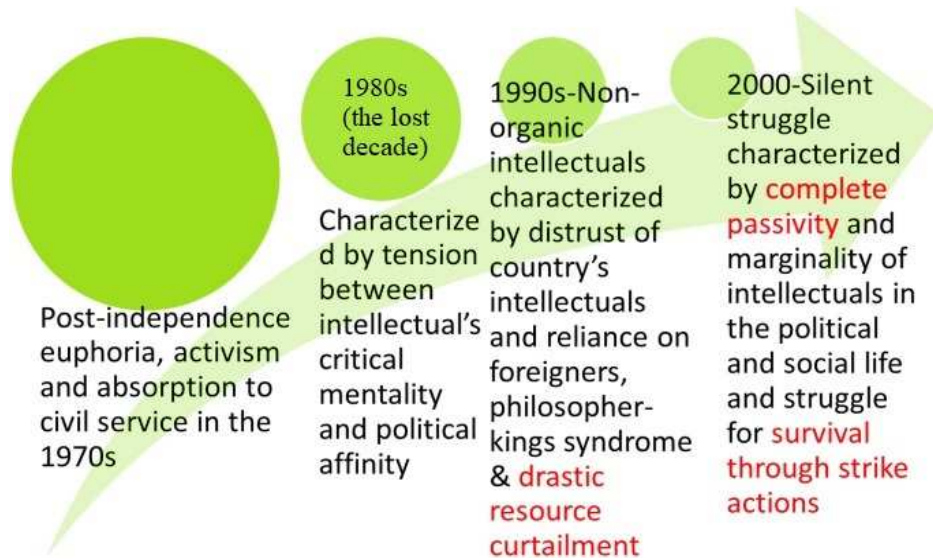 Post-independence
euphoria, activism
and absorption to
civil service in the
1970s
1980s
(the lost
decade)
Characterize
d by tension
between
intellectual’s
critical
mentality
and political
affinity
1990s-Non-
organic
intellectuals
characterized
by distrust of
country’s
intellectuals
and reliance on
foreigners,
philosopher-
kings syndrome
& drastic
resource
curtailment
2000-Silent
struggle
characterized
by complete
passivity and
marginality of
intellectuals in
the political
and social life
and struggle
for survival
through strike
actions